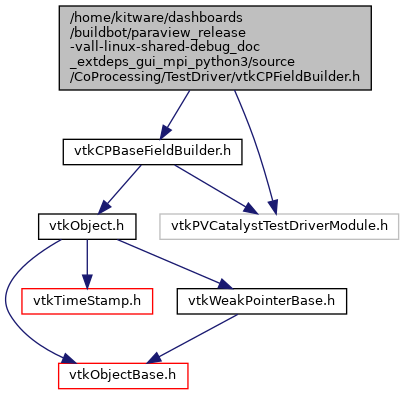 /home/kitware/dashboards
/buildbot/paraview_release
-vall-linux-shared-debug_doc
_extdeps_gui_mpi_python3/source
/CoProcessing/TestDriver/vtkCPFieldBuilder.h
vtkCPBaseFieldBuilder.h
vtkObject.h
vtkPVCatalystTestDriverModule.h
vtkTimeStamp.h
vtkWeakPointerBase.h
vtkObjectBase.h